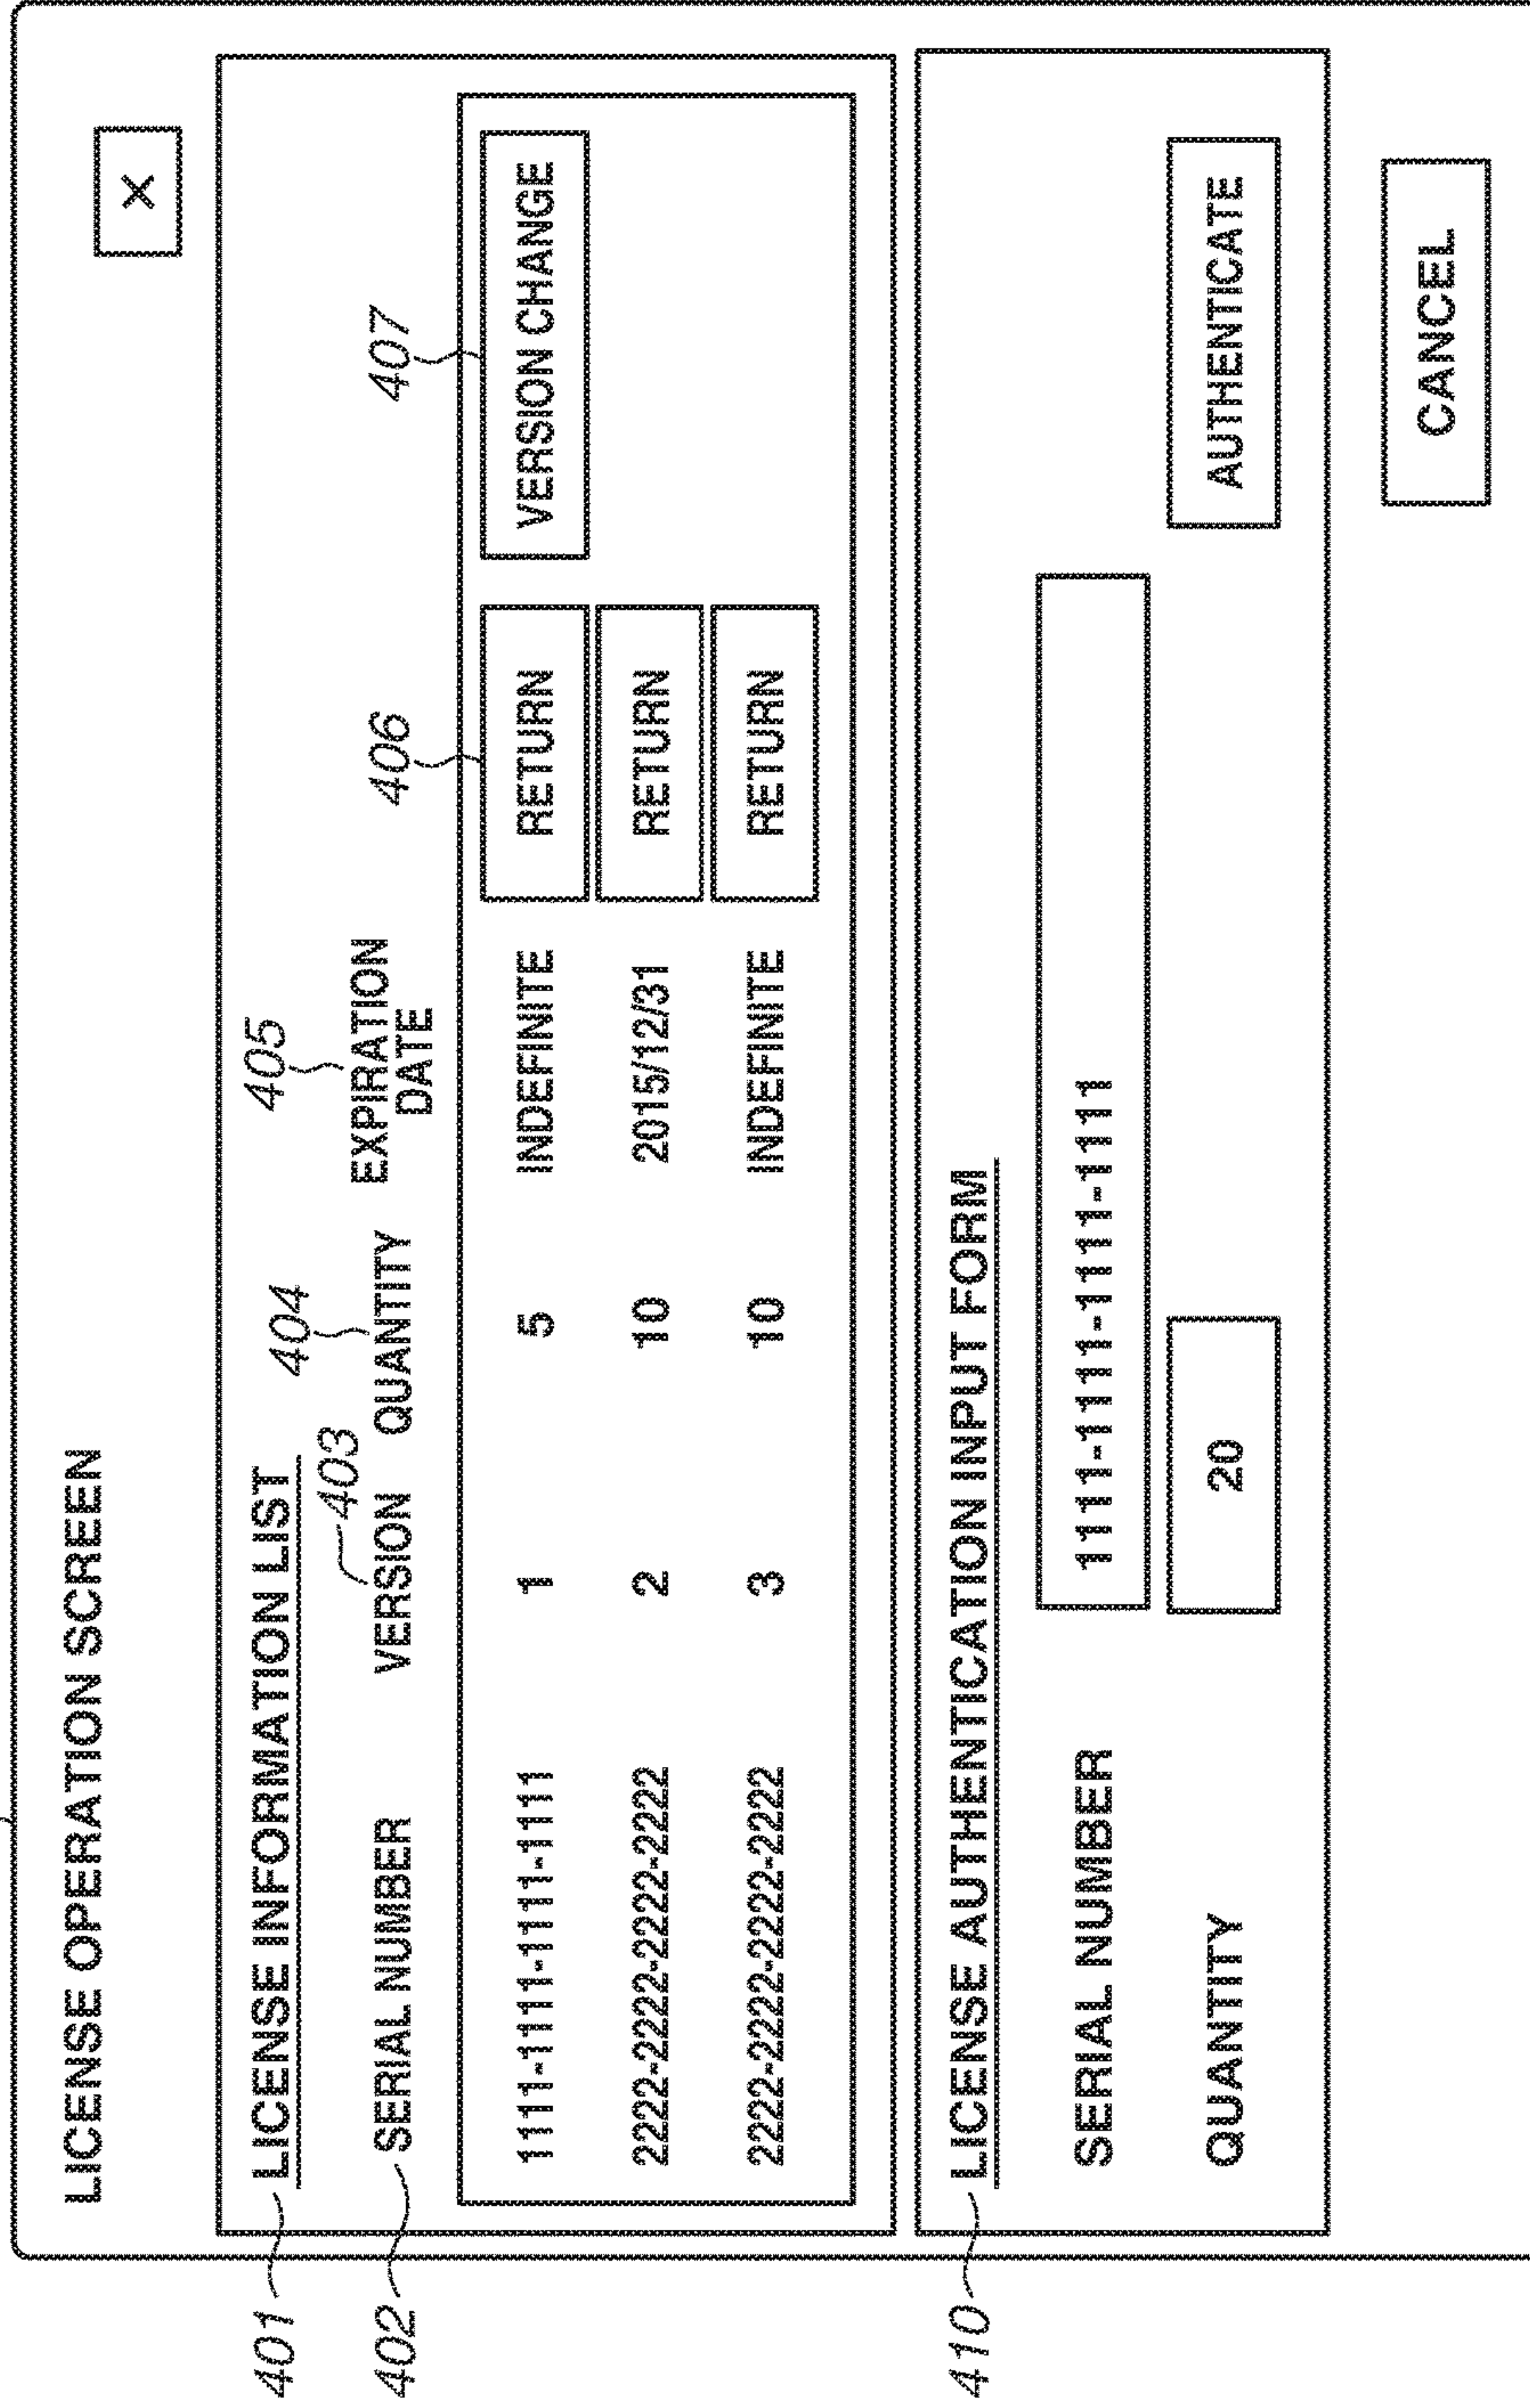 LICENSE OPERATION SCREEN
X
401
LICENSE INFORMATION LIST
402
SERIAL NUMBER
403
VERSION
404
QUANTITY
405
EXPIRATION
DATE
406
407
1111-1111-1111-1111 1 5 INDEFINITE RETURN VERSION CHANGE
2222-2222-2222-2222 2 10 2015/12/31 RETURN
2222-2222-2222-2222 3 10 INDEFINITE RETURN
410
LICENSE AUTHENTICATION INPUT FORM
SERIAL NUMBER 1111-1111-1111-1111-1111
QUANTITY 20 AUTHENTICATE
CANCEL